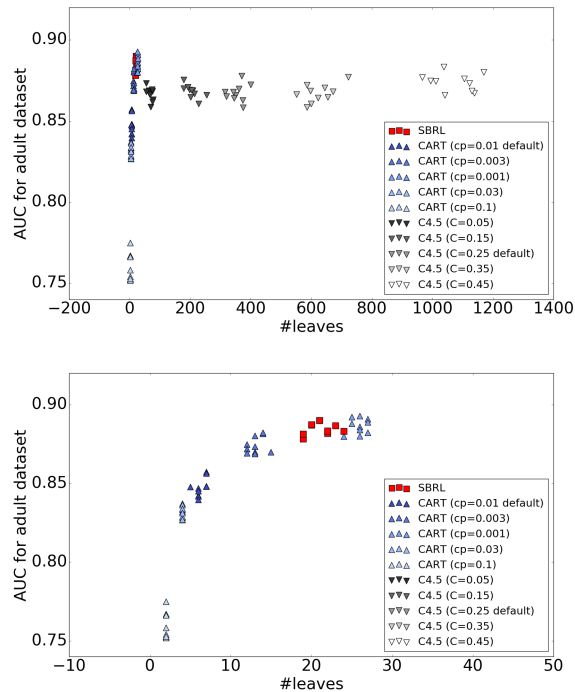 0.90
0.85
0.80
0.75
AUC for adult dataset
SBRL
CART (cp=0.01 default)
CART (cp=0.003)
CART (cp=0.001)
CART (cp=0.03)
CART (cp=0.1)
C4.5 (C=0.05)
C4.5 (C=0.15)
C4.5 (C=0.25 default)
C4.5 (C=0.35)
C4.5 (C=0.45)
−200 0 200 400 600 800 1000 1200 1400
#leaves
0.90
0.85
0.80
0.75
AUC for adult dataset
SBRL
CART (cp=0.01 default)
CART (cp=0.003)
CART (cp=0.001)
CART (cp=0.03)
CART (cp=0.1)
C4.5 (C=0.05)
C4.5 (C=0.15)
C4.5 (C=0.25 default)
C4.5 (C=0.35)
C4.5 (C=0.45)
−10 0 10 20 30 40 50
#leaves